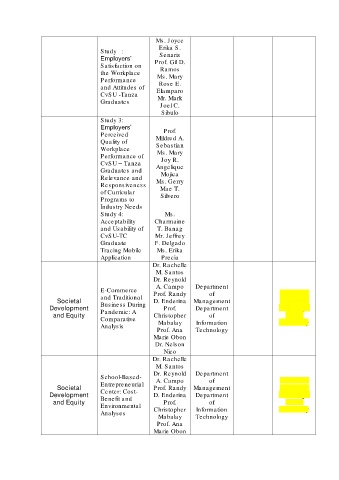 Study :
Employers'
Satisfaction on
the Workplace
Performance
and Attitudes of
CvSU -Tanza
Graduates
Ms. Joyce
Erika S.
Senaris
Prof. Gil D.
Ramos
Ms. Mary
Rose E.
Elamparo
Mr. Mark
Joel C.
Sibulo
Study 3:
Employers'
Perceived
Quality of
Workplace
Performance of
CvSU – Tanza
Graduates and
Relevance and
Responsiveness
of Curricular
Programs to
Industry Needs
Prof.
Mildred A.
Sebastian
Ms. Mary
Joy R.
Angelique
Mojica
Ms. Gerry
Mae T.
Silvero
Study 4:
Acceptability
and Usability of
CvSU-TC
Graduate
Tracing Mobile
Application
Ms.
Charmaine
T. Banag
Mr. Jeffrey
F. Delgado
Ms. Erika
Precia
Societal
Development
and Equity
E-Commerce
and Traditional
Business During
Pandemic: A
Comparative
Analysis
Dr. Rachelle
M. Santos
Dr. Reynold
A. Campo
Prof. Randy
D. Enderina
Prof.
Christopher
Mabalay
Prof. Ana
Marie Obon
Dr. Nelson
Nico
Department
of
Management
Department
of
Information
Technology
Societal
Development
and Equity
School-Based-
Entrepreneurial
Center: Cost-
Benefit and
Environmental
Analyses
Dr. Rachelle
M. Santos
Dr. Reynold
A. Campo
Prof. Randy
D. Enderina
Prof.
Christopher
Mabalay
Prof. Ana
Marie Obon
Department
of
Management
Department
of
Information
Technology